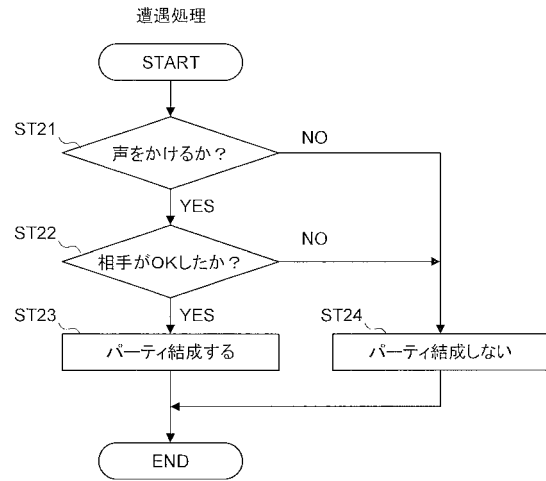 遭遇処理
START
ST21
声をかけるか？
NO
YES
ST22
相手がOKしたか？
NO
YES
ST23
パーティ結成する
ST24
パーティ結成しない
END